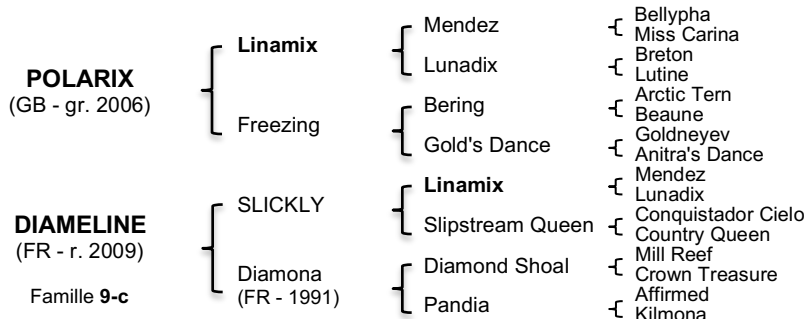 POLARIX
(GB - gr. 2006)
Linamix
Freezing
Mendez
Lunadix
Bering
Gold's Dance
Bellypha
Miss Carina
Breton
Lutine
Arctic Tern
Beaune
Goldneyev
Anitra's Dance
DIAMELINE
(FR - r. 2009)
Famille 9-c
SLICKLY
Diamona
(FR - 1991)
Linamix
Slipstream Queen
Diamond Shoal
Pandia
Mendez
Lunadix
Conquistador Cielo
Country Queen
Mill Reef
Crown Treasure
Affirmed
Kilmona